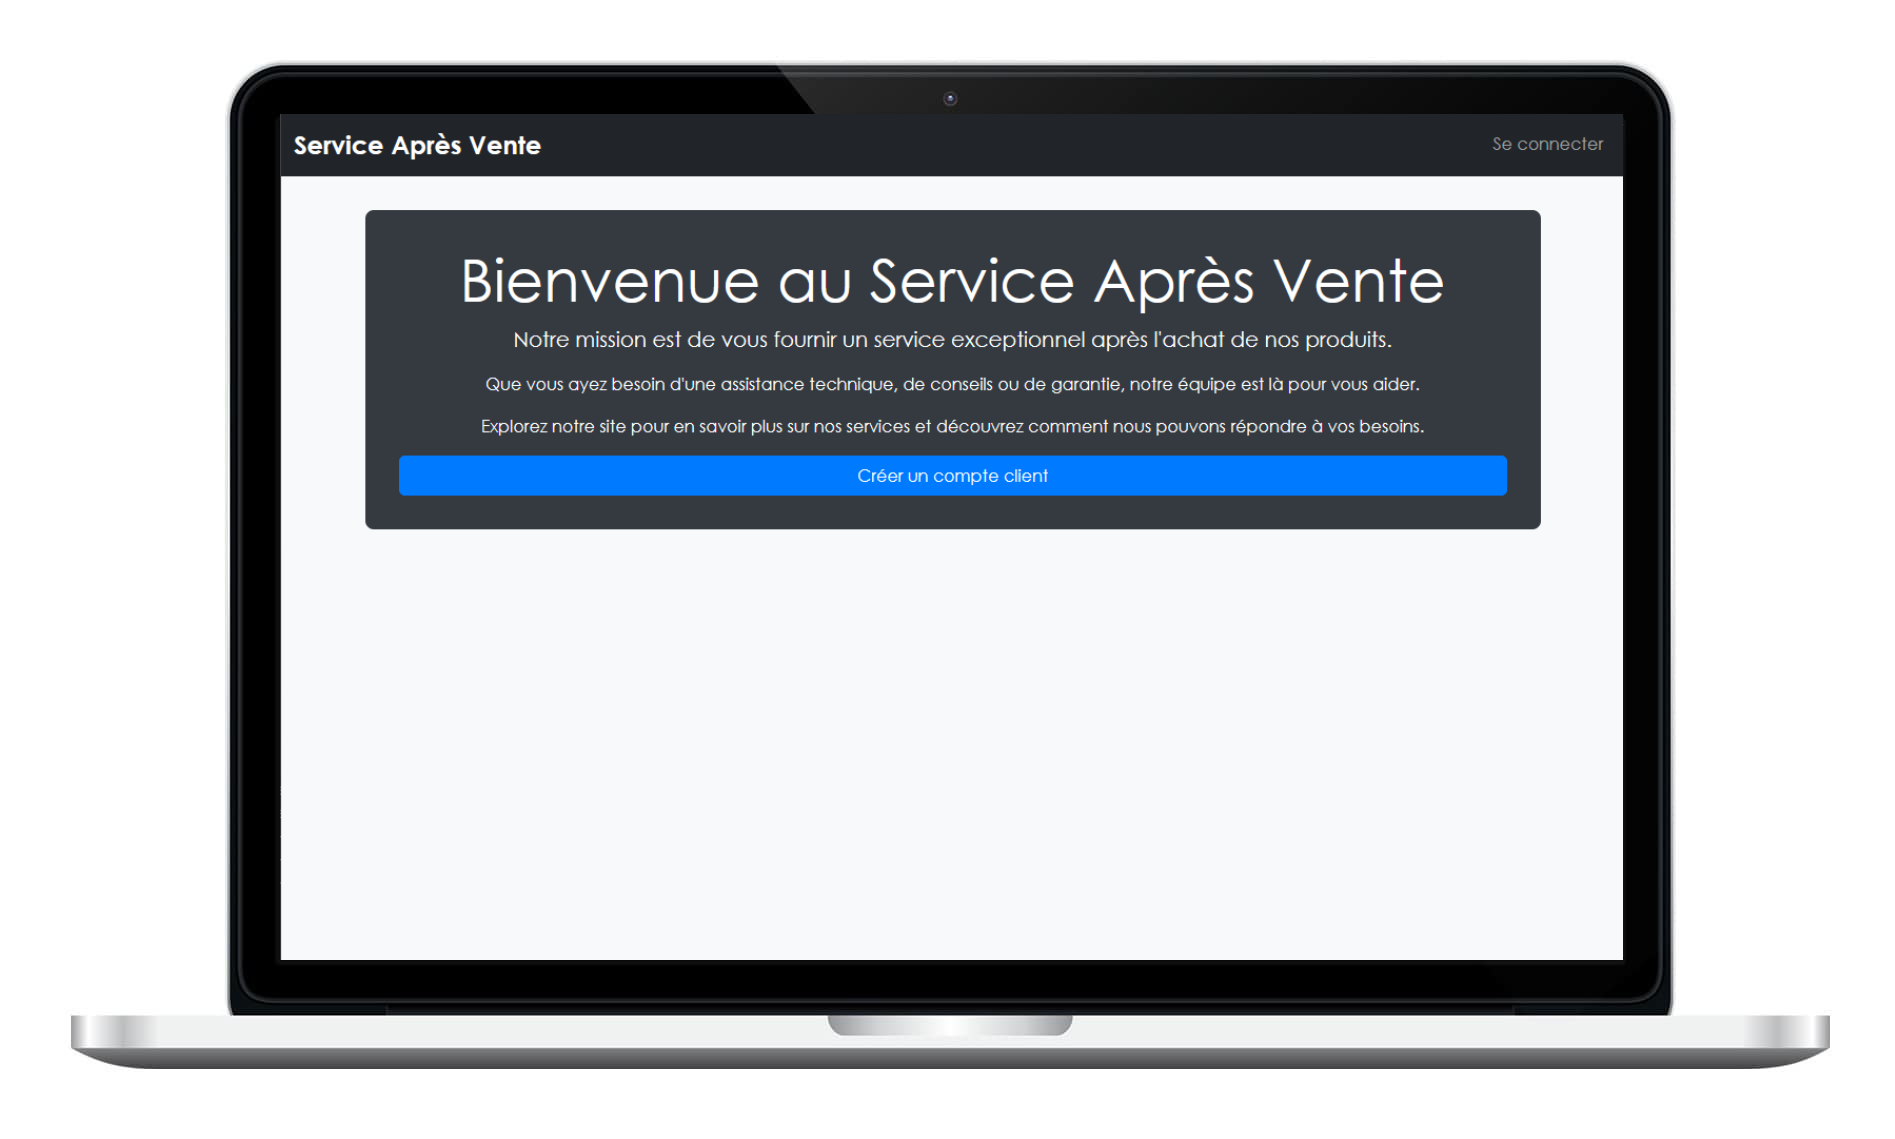 Service Après Vente
Se connecter
Bienvenue au Service Après Vente
Notre mission est de vous fournir un service exceptionnel après l'achat de nos produits.
Que vous ayez besoin d'une assistance technique, de conseils ou de garantie, notre équipe est là pour vous aider.
Explorez notre site pour en savoir plus sur nos services et découvrez comment nous pouvons répondre à vos besoins.
Créer un compte client